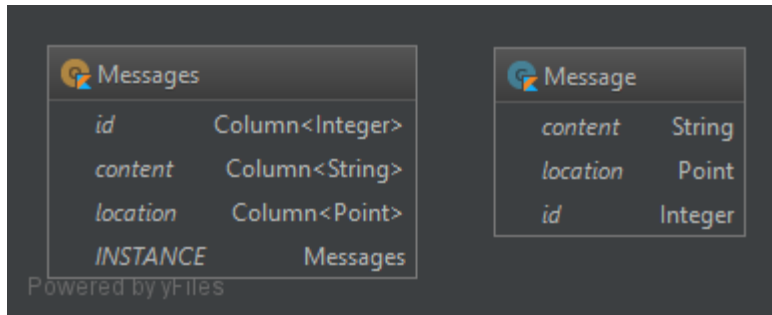 Messages
id Column<Integer>
content Column<String>
location Column<Point>
INSTANCE Messages
Powered by yFiles
Message
content String
location Point
id Integer